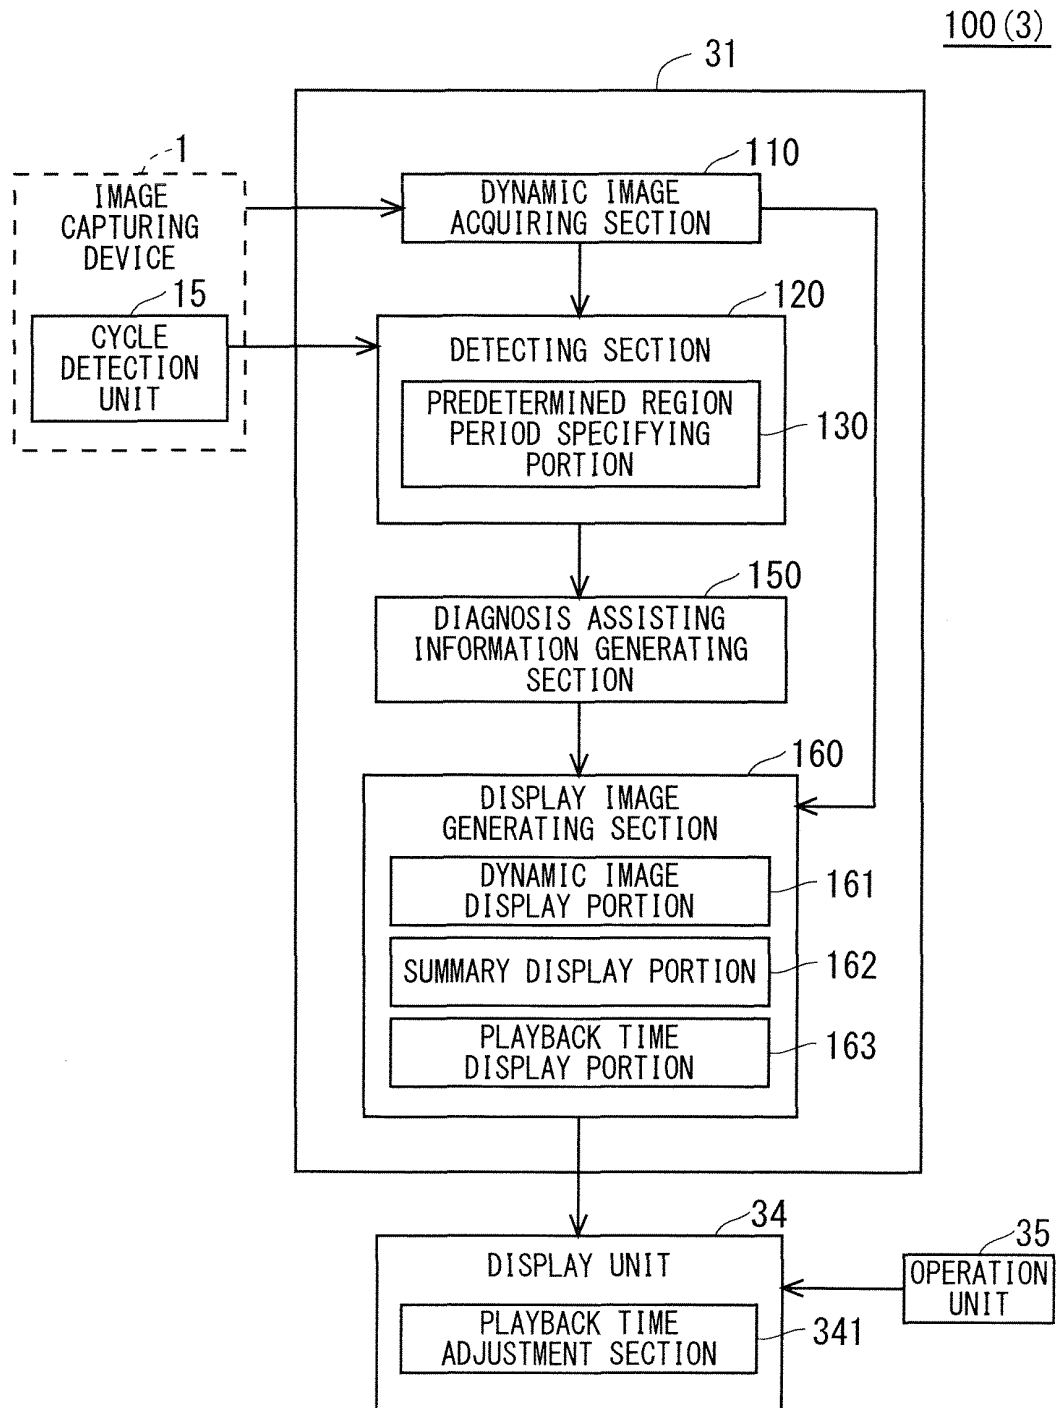 100(3)
31
1
IMAGE
CAPTURING
DEVICE
15
CYCLE
DETECTION
UNIT
110
DYNAMIC IMAGE
ACQUIRING SECTION
120
DETECTING SECTION
PREDETERMINED REGION
PERIOD SPECIFYING
PORTION
130
150
DIAGNOSIS ASSISTING
INFORMATION GENERATING
SECTION
160
DISPLAY IMAGE
GENERATING SECTION
DYNAMIC IMAGE
DISPLAY PORTION
161
SUMMARY DISPLAY PORTION
162
PLAYBACK TIME
DISPLAY PORTION
163
34
DISPLAY UNIT
PLAYBACK TIME
ADJUSTMENT SECTION
341
35
OPERATION
UNIT